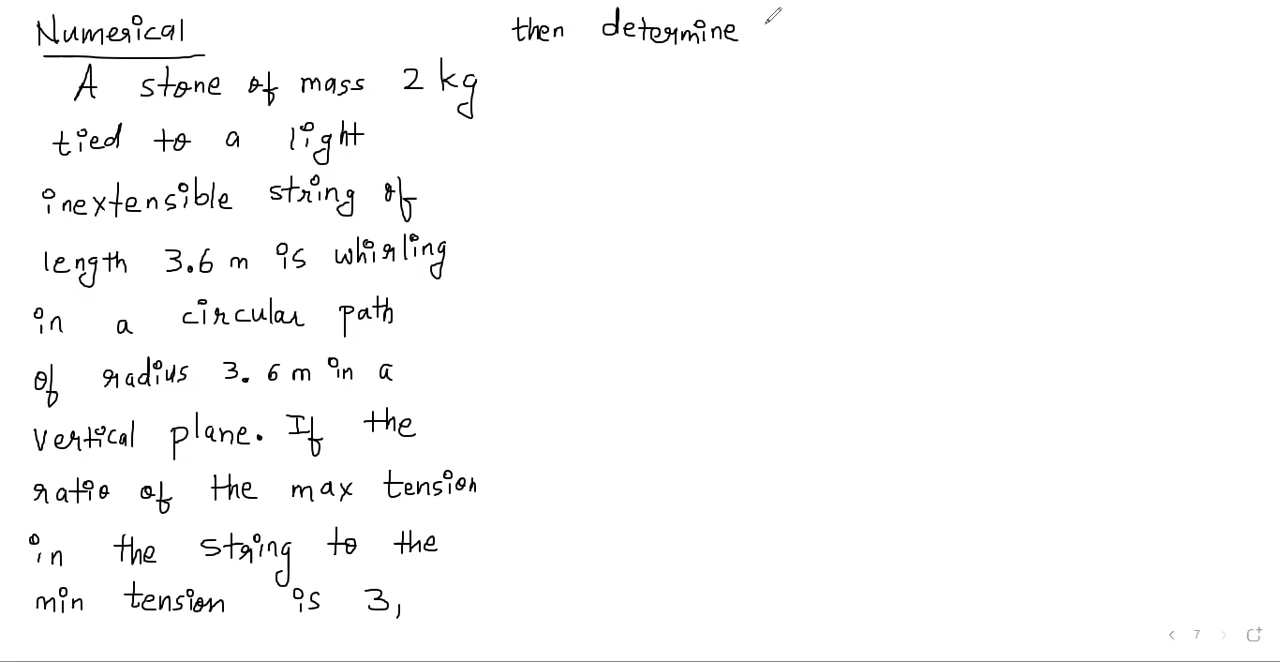 Numerical
A stone of mass 2 kg
tied to a light
inextensible string of
length 3.6 m is whirling
in a circular path
of radius 3.6 m in a
vertical plane. If the
ratio of the max tension
in the string to the
min tension is 3,
then determine
7